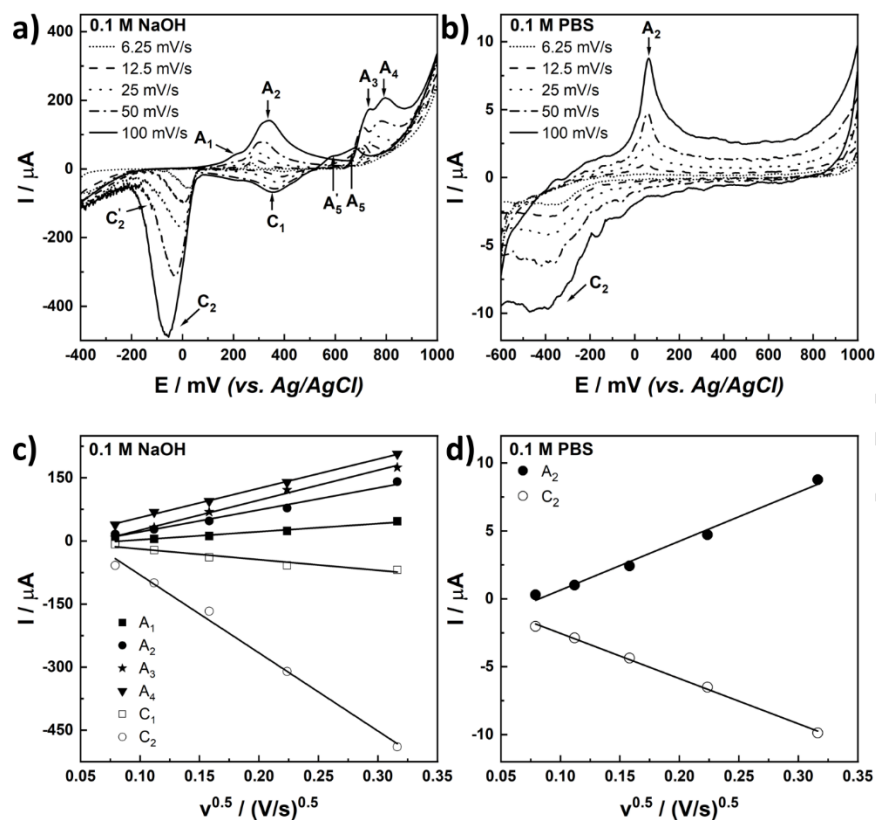 a)
0.1 M NaOH
6.25 mV/s
12.5 mV/s
25 mV/s
50 mV/s
100 mV/s
A₁
A₂
A₃
A₄
A₅'
A₅
C₂'
C₁
C₂
400
200
0
-200
-400
I / μA
-400 -200 0 200 400 600 800 1000
E / mV (vs. Ag/AgCl)
b)
0.1 M PBS
6.25 mV/s
12.5 mV/s
25 mV/s
50 mV/s
100 mV/s
A₂
C₂
10
5
0
-5
-10
I / μA
-600 -400 -200 0 200 400 600 800 1000
E / mV (vs. Ag/AgCl)
c)
0.1 M NaOH
150
0
-150
-300
-450
I / μA
A₁
A₂
A₃
A₄
C₁
C₂
0.05 0.10 0.15 0.20 0.25 0.30 0.35
v⁰·⁵ / (V/s)⁰·⁵
d)
0.1 M PBS
A₂
C₂
10
5
0
-5
-10
I / μA
0.05 0.10 0.15 0.20 0.25 0.30 0.35
v⁰·⁵ / (V/s)⁰·⁵